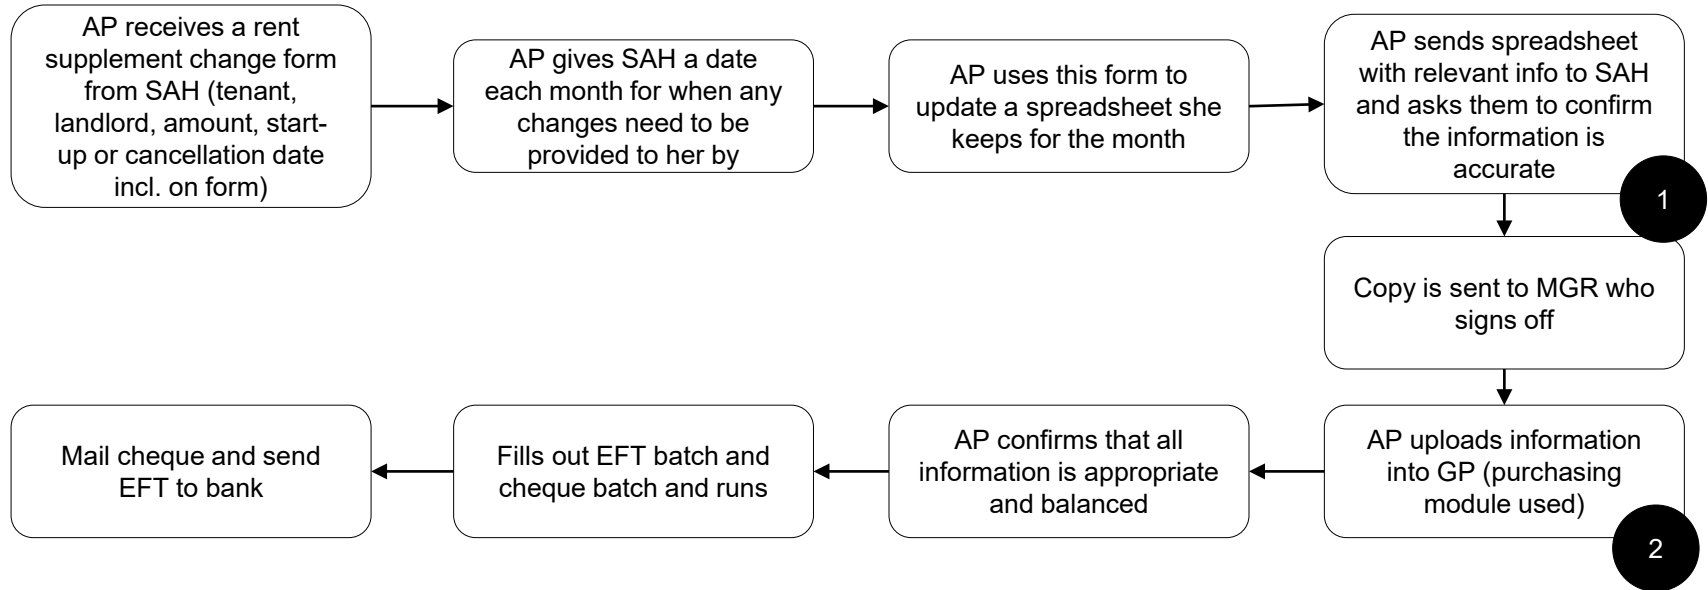 AP receives a rent
supplement change form
from SAH (tenant,
landlord, amount, start-
up or cancellation date
incl. on form)
AP gives SAH a date
each month for when any
changes need to be
provided to her by
AP uses this form to
update a spreadsheet she
keeps for the month
AP sends spreadsheet
with relevant info to SAH
and asks them to confirm
the information is
accurate
1
Copy is sent to MGR who
signs off
AP uploads information
into GP (purchasing
module used)
2
AP confirms that all
information is appropriate
and balanced
Fills out EFT batch and
cheque batch and runs
Mail cheque and send
EFT to bank